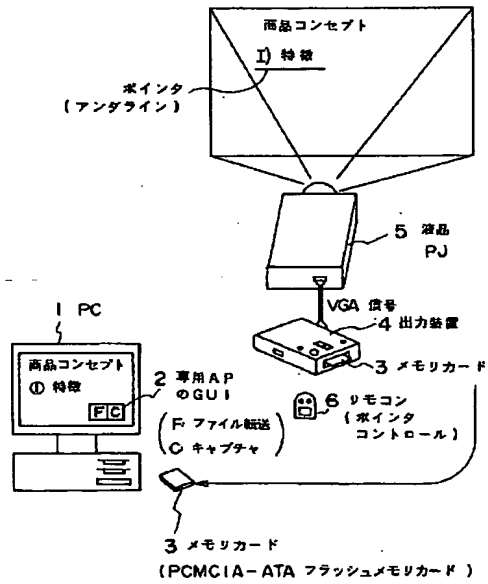 商品コンセプト
I) 特徴
ポインタ
(アンダライン)
5 液晶
PJ
VGA 信号
4 出力装置
3 メモリカード
6 リモコン
(ポインタ
コントロール)
1 PC
商品コンセプト
① 特徴
F C
2 専用AP
のGUI
F: ファイル転送
C キャプチャ
3 メモリカード
(PCMCIA-ATA フラッシュメモリカード)